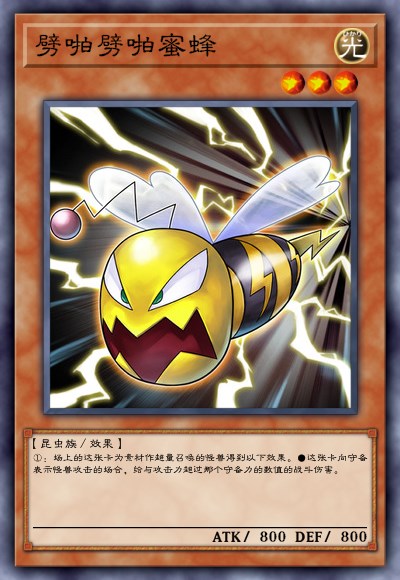 劈啪劈啪蜜蜂
ひかり
光
【昆虫族/效果】
①：场上的这张卡为素材作超量召唤的怪兽得到以下效果。●这张卡向守备
表示怪兽攻击的场合，给与攻击力超过那个守备力的数值的战斗伤害。
ATK/ 800 DEF/ 800